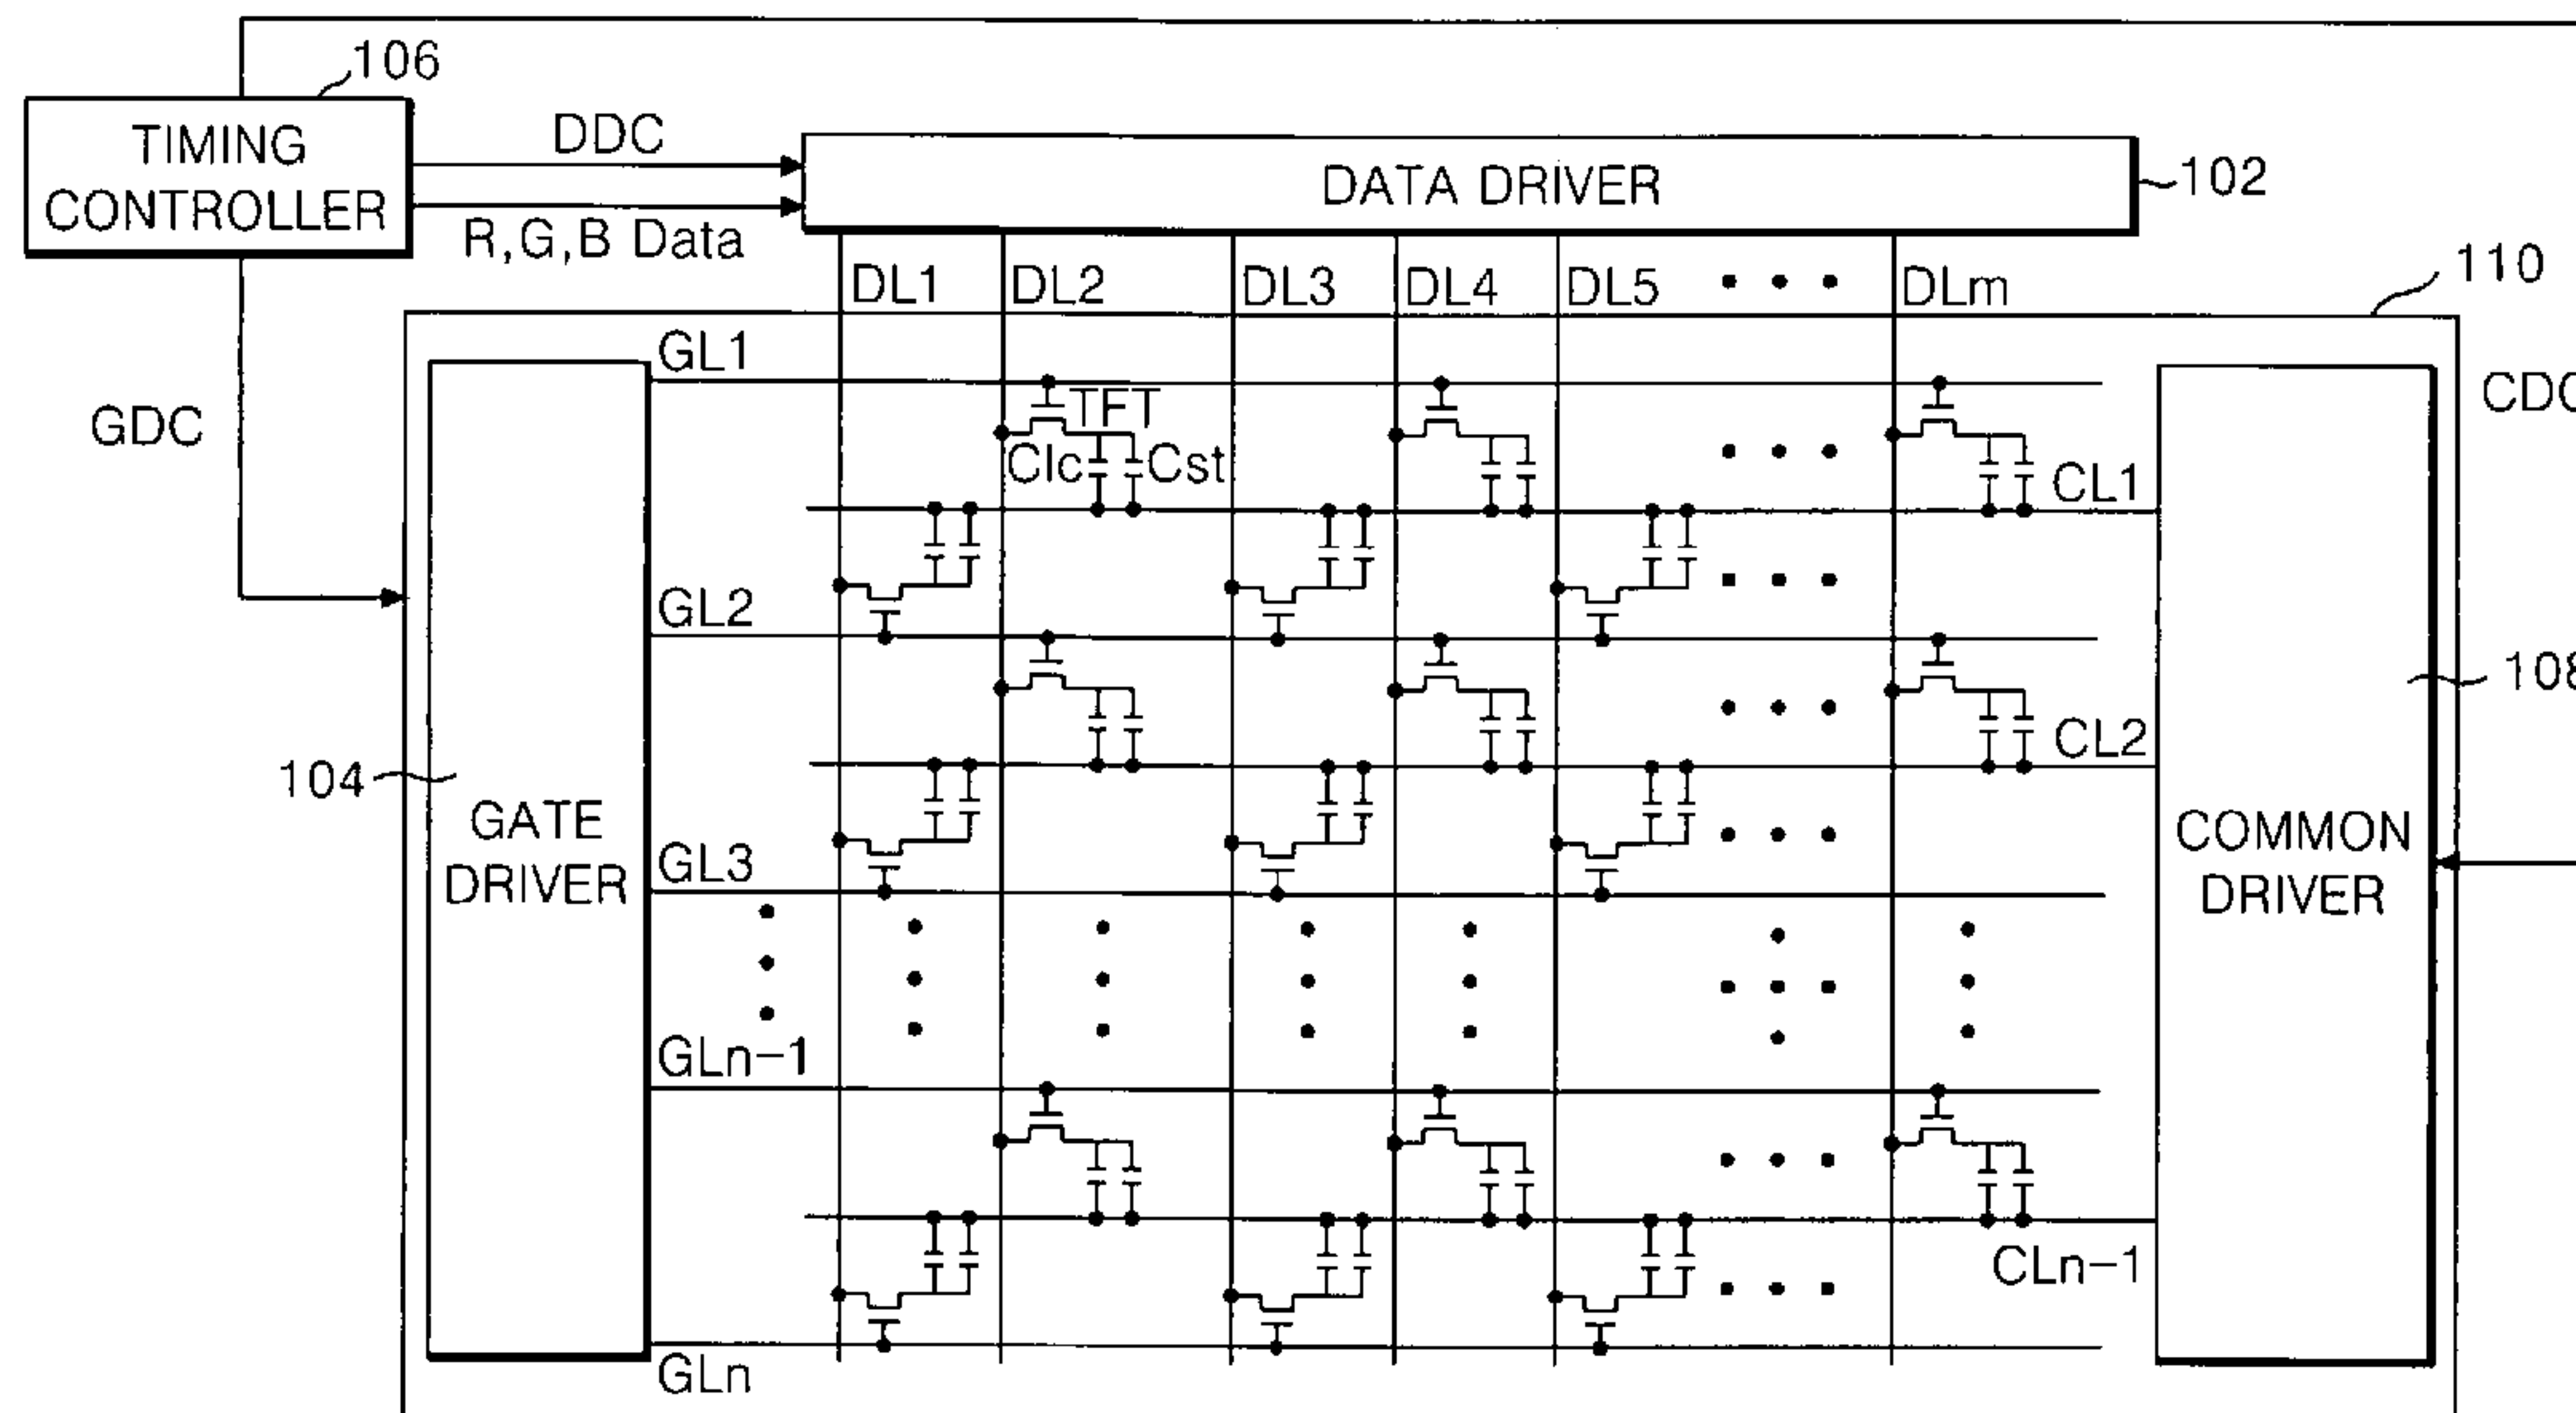 106
TIMING
CONTROLLER
DDC
R,G,B Data
DATA DRIVER
102
DL1
DL2
DL3
DL4
DL5
DLm
110
GL1
GDC
TFT
Clc
Cst
CL1
GL2
108
CL2
104
GATE
DRIVER
COMMON
DRIVER
GL3
GLn-1
CLn-1
GLn